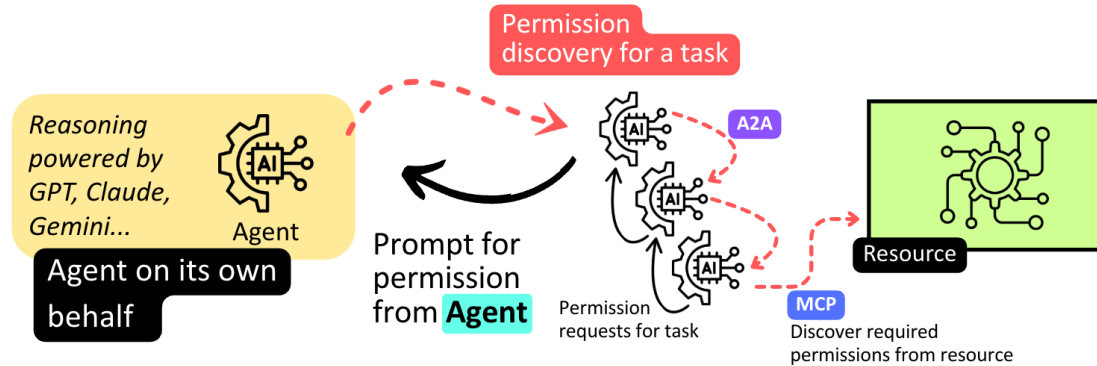 Permission
discovery for a task
Reasoning
powered by
GPT, Claude,
Gemini...
Agent
Agent on its own
behalf
Prompt for
permission
from Agent
AI
AI
AI
A2A
Permission
requests for task
MCP
Discover required
permissions from resource
Resource
AI